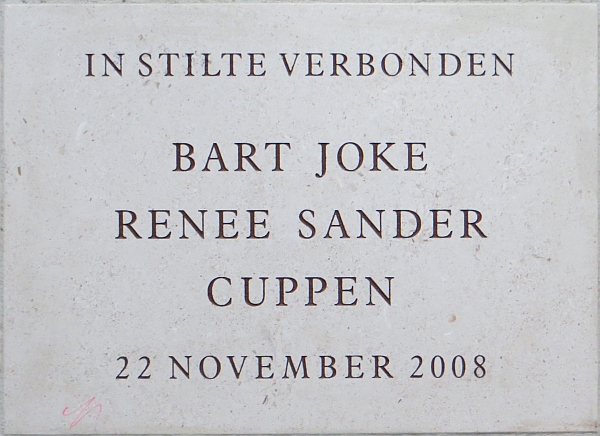 IN STILTE VERBONDEN
BART JOKE
RENEE SANDER
CUPPEN
22 NOVEMBER 2008